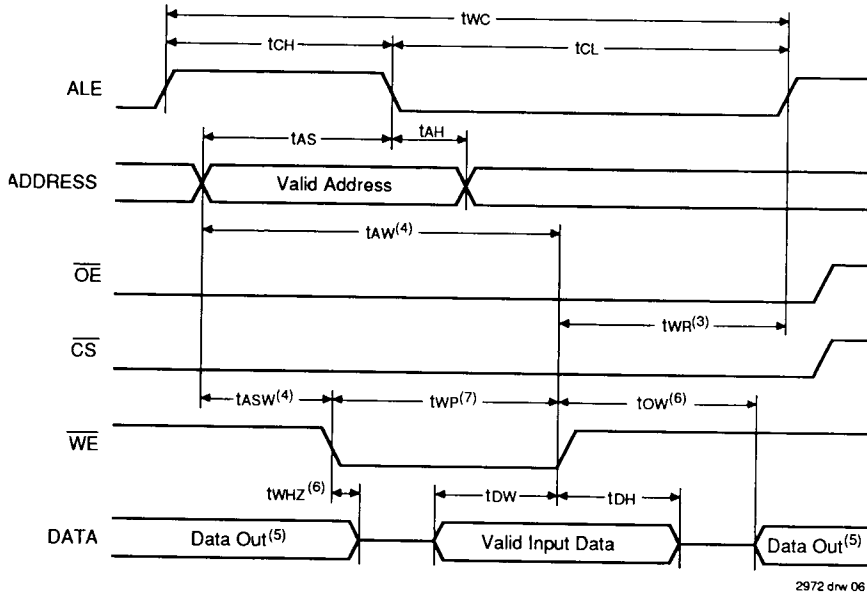 tWC
tCH
tCL
ALE
tAS
tAH
ADDRESS
Valid Address
tAW(4)
OE
tWR(3)
CS
tASW(4)
tWP(7)
tOW(6)
WE
tWHZ(6)
tDW
tDH
DATA
Data Out(5)
Valid Input Data
Data Out(5)
2972 drw 06